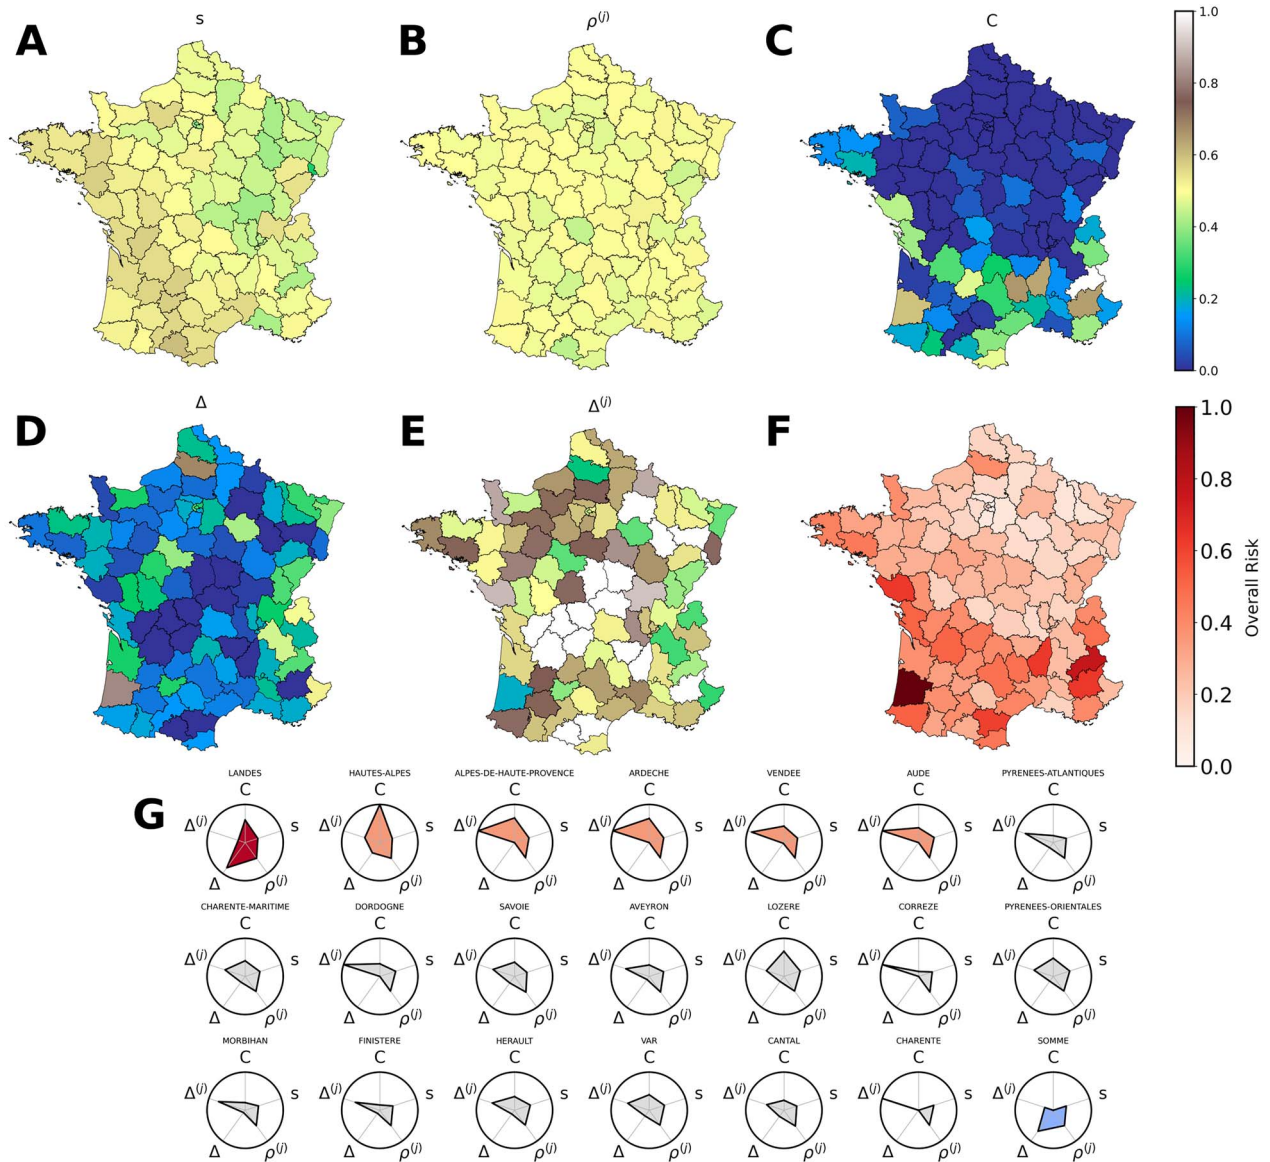 A
s
B
ρ(j)
C
C
1.0
0.8
0.6
0.4
0.2
0.0
D
Δ
E
Δ(j)
F
1.0
0.8
0.6
0.4
0.2
0.0
Overall Risk
G
LANDES HAUTES-ALPES ALPES-DE-HAUTE-PROVENCE ARDECHE VENDEE AUDE PYRENEES-ATLANTIQUES
C C C C C C C
Δ(j) s Δ(j) s Δ(j) s Δ(j) s Δ(j) s Δ(j) s Δ(j) s
Δ ρ(j) Δ ρ(j) Δ ρ(j) Δ ρ(j) Δ ρ(j) Δ ρ(j) Δ ρ(j)
CHARENTE-MARITIME DORDOGNE SAVOIE AVEYRON LOZERE CORREZE PYRENEES-ORIENTALES
C C C C C C C
Δ(j) s Δ(j) s Δ(j) s Δ(j) s Δ(j) s Δ(j) s Δ(j) s
Δ ρ(j) Δ ρ(j) Δ ρ(j) Δ ρ(j) Δ ρ(j) Δ ρ(j) Δ ρ(j)
MORBIHAN FINISTERE HERAULT VAR CANTAL CHARENTE SOMME
C C C C C C C
Δ(j) s Δ(j) s Δ(j) s Δ(j) s Δ(j) s Δ(j) s Δ(j) s
Δ ρ(j) Δ ρ(j) Δ ρ(j) Δ ρ(j) Δ ρ(j) Δ ρ(j) Δ ρ(j)